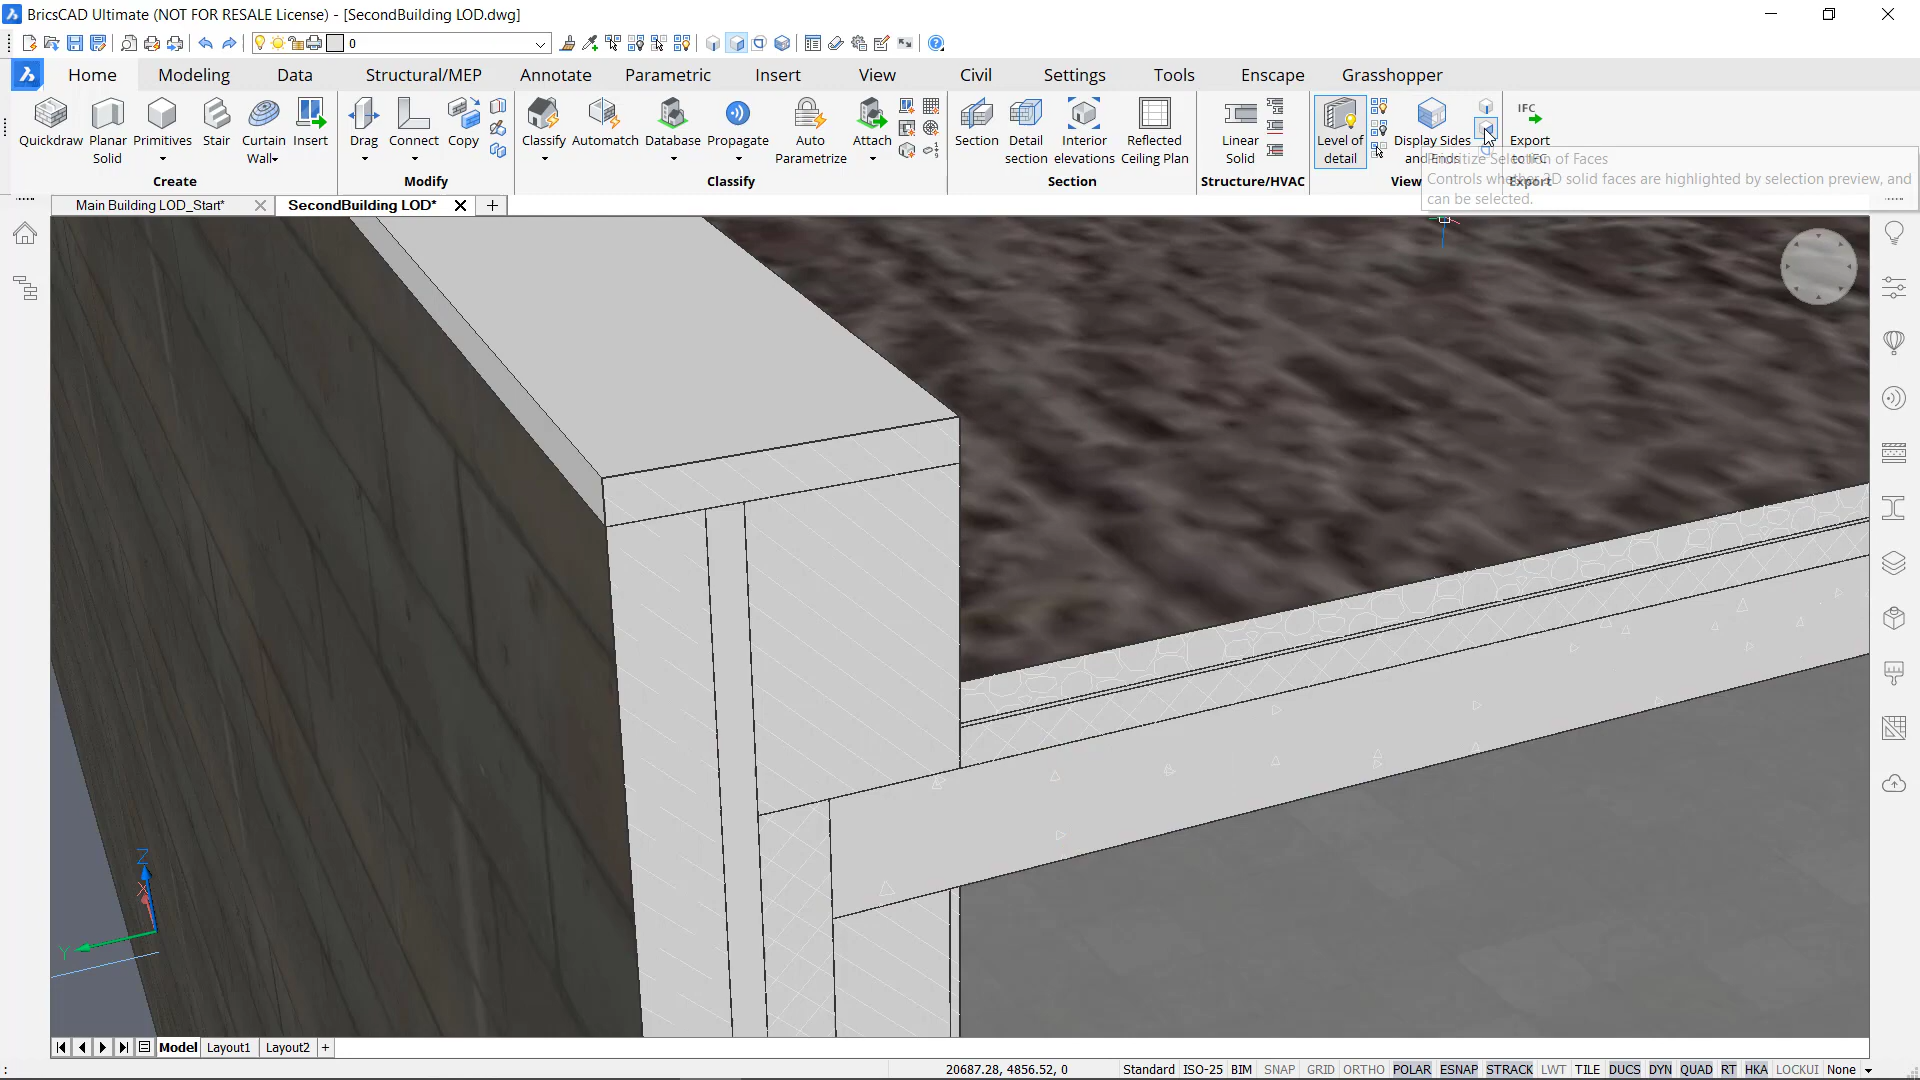 BricsCAD Ultimate (NOT FOR RESALE License) - [SecondBuilding LOD.dwg]
0
Home Modeling Data Structural/MEP Annotate Parametric Insert View Civil Settings Tools Enscape Grasshopper
Quickdraw
Planar Solid
Primitives
Stair
Curtain Wall
Insert
Drag
Connect
Copy
Classify
Automatch
Database
Propagate
Auto Parametrize
Attach
Section
Detail section
Interior elevations
Reflected Ceiling Plan
Linear Solid
Level of detail
Display Sides and Ends
IFC
Export to IFC
Create Modify Classify Section Structure/HVAC View Export
Prioritize Selection of Faces
Controls whether 3D solid faces are highlighted by selection preview, and
can be selected.
Main Building LOD_Start*
SecondBuilding LOD*
Z
X
Y
Model Layout1 Layout2 +
: 20687.28, 4856.52, 0 Standard ISO-25 BIM SNAP GRID ORTHO POLAR ESNAP STRACK LWT TILE DUCS DYN QUAD RT HKA LOCKUI None